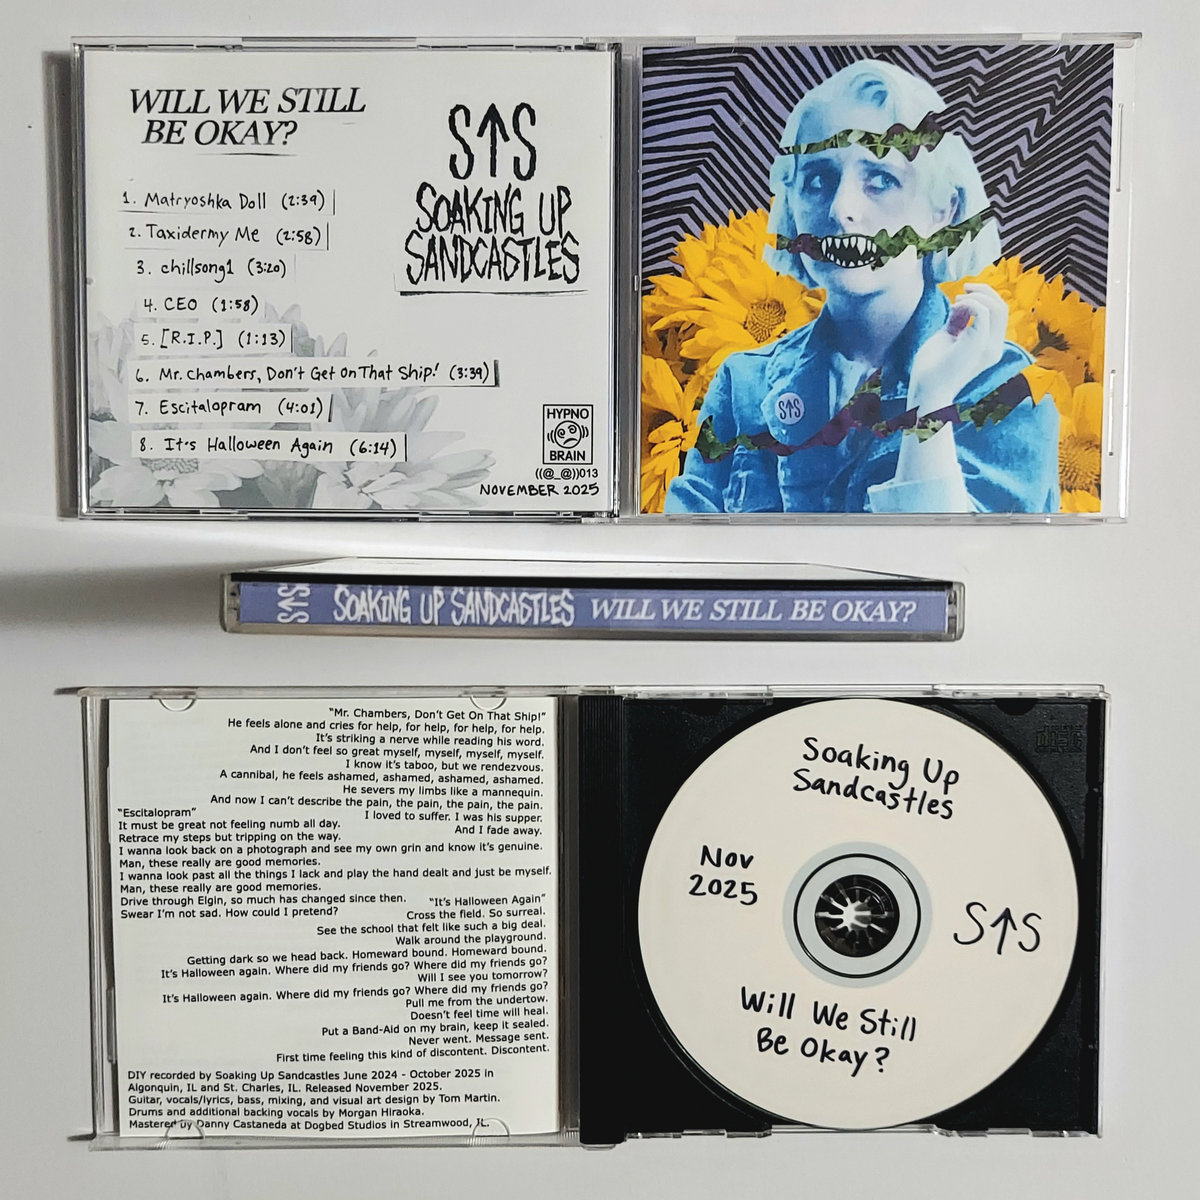 WILL WE STILL
BE OKAY?
1. Matryoshka Doll (2:39)
2. Taxidermy Me (2:58)
3. chillsong1 (3:20)
4. CEO (1:58)
5. [R.I.P.] (1:13)
6. Mr. Chambers, Don't Get On That Ship! (3:39)
7. Escitalopram (4:01)
8. It's Halloween Again (6:14)
S↑S
SOAKING UP
SANDCASTLES
HYPNO
BRAIN
((@_@))013
NOVEMBER 2025
S↑S
S↑S SOAKING UP SANDCASTLES WILL WE STILL BE OKAY?
"Mr. Chambers, Don't Get On That Ship!"
He feels alone and cries for help, for help, for help, for help.
It's striking a nerve while reading his word.
And I don't feel so great myself, myself, myself, myself.
I know it's taboo, but we rendezvous.
A cannibal, he feels ashamed, ashamed, ashamed, ashamed.
He severs my limbs like a mannequin.
And now I can't describe the pain, the pain, the pain, the pain.
I loved to suffer. I was his supper.
And I fade away.
"Escitalopram"
It must be great not feeling numb all day.
Retrace my steps but tripping on the way.
I wanna look back on a photograph and see my own grin and know it's genuine.
Man, these really are good memories.
I wanna look past all the things I lack and play the hand dealt and just be myself.
Man, these really are good memories.
Drive through Elgin, so much has changed since then.
Swear I'm not sad. How could I pretend?
"It's Halloween Again"
Cross the field. So surreal.
See the school that felt like such a big deal.
Walk around the playground.
Getting dark so we head back. Homeward bound. Homeward bound.
It's Halloween again. Where did my friends go? Where did my friends go?
Will I see you tomorrow?
It's Halloween again. Where did my friends go? Where did my friends go?
Pull me from the undertow.
Doesn't feel time will heal.
Put a Band-Aid on my brain, keep it sealed.
Never went. Message sent.
First time feeling this kind of discontent. Discontent.
DIY recorded by Soaking Up Sandcastles June 2024 - October 2025 in
Algonquin, IL and St. Charles, IL. Released November 2025.
Guitar, vocals/lyrics, bass, mixing, and visual art design by Tom Martin.
Drums and additional backing vocals by Morgan Hiraoka.
Mastered by Danny Castaneda at Dogbed Studios in Streamwood, IL.
Soaking Up
Sandcastles
Nov
2025
S↑S
Will We Still
Be Okay?